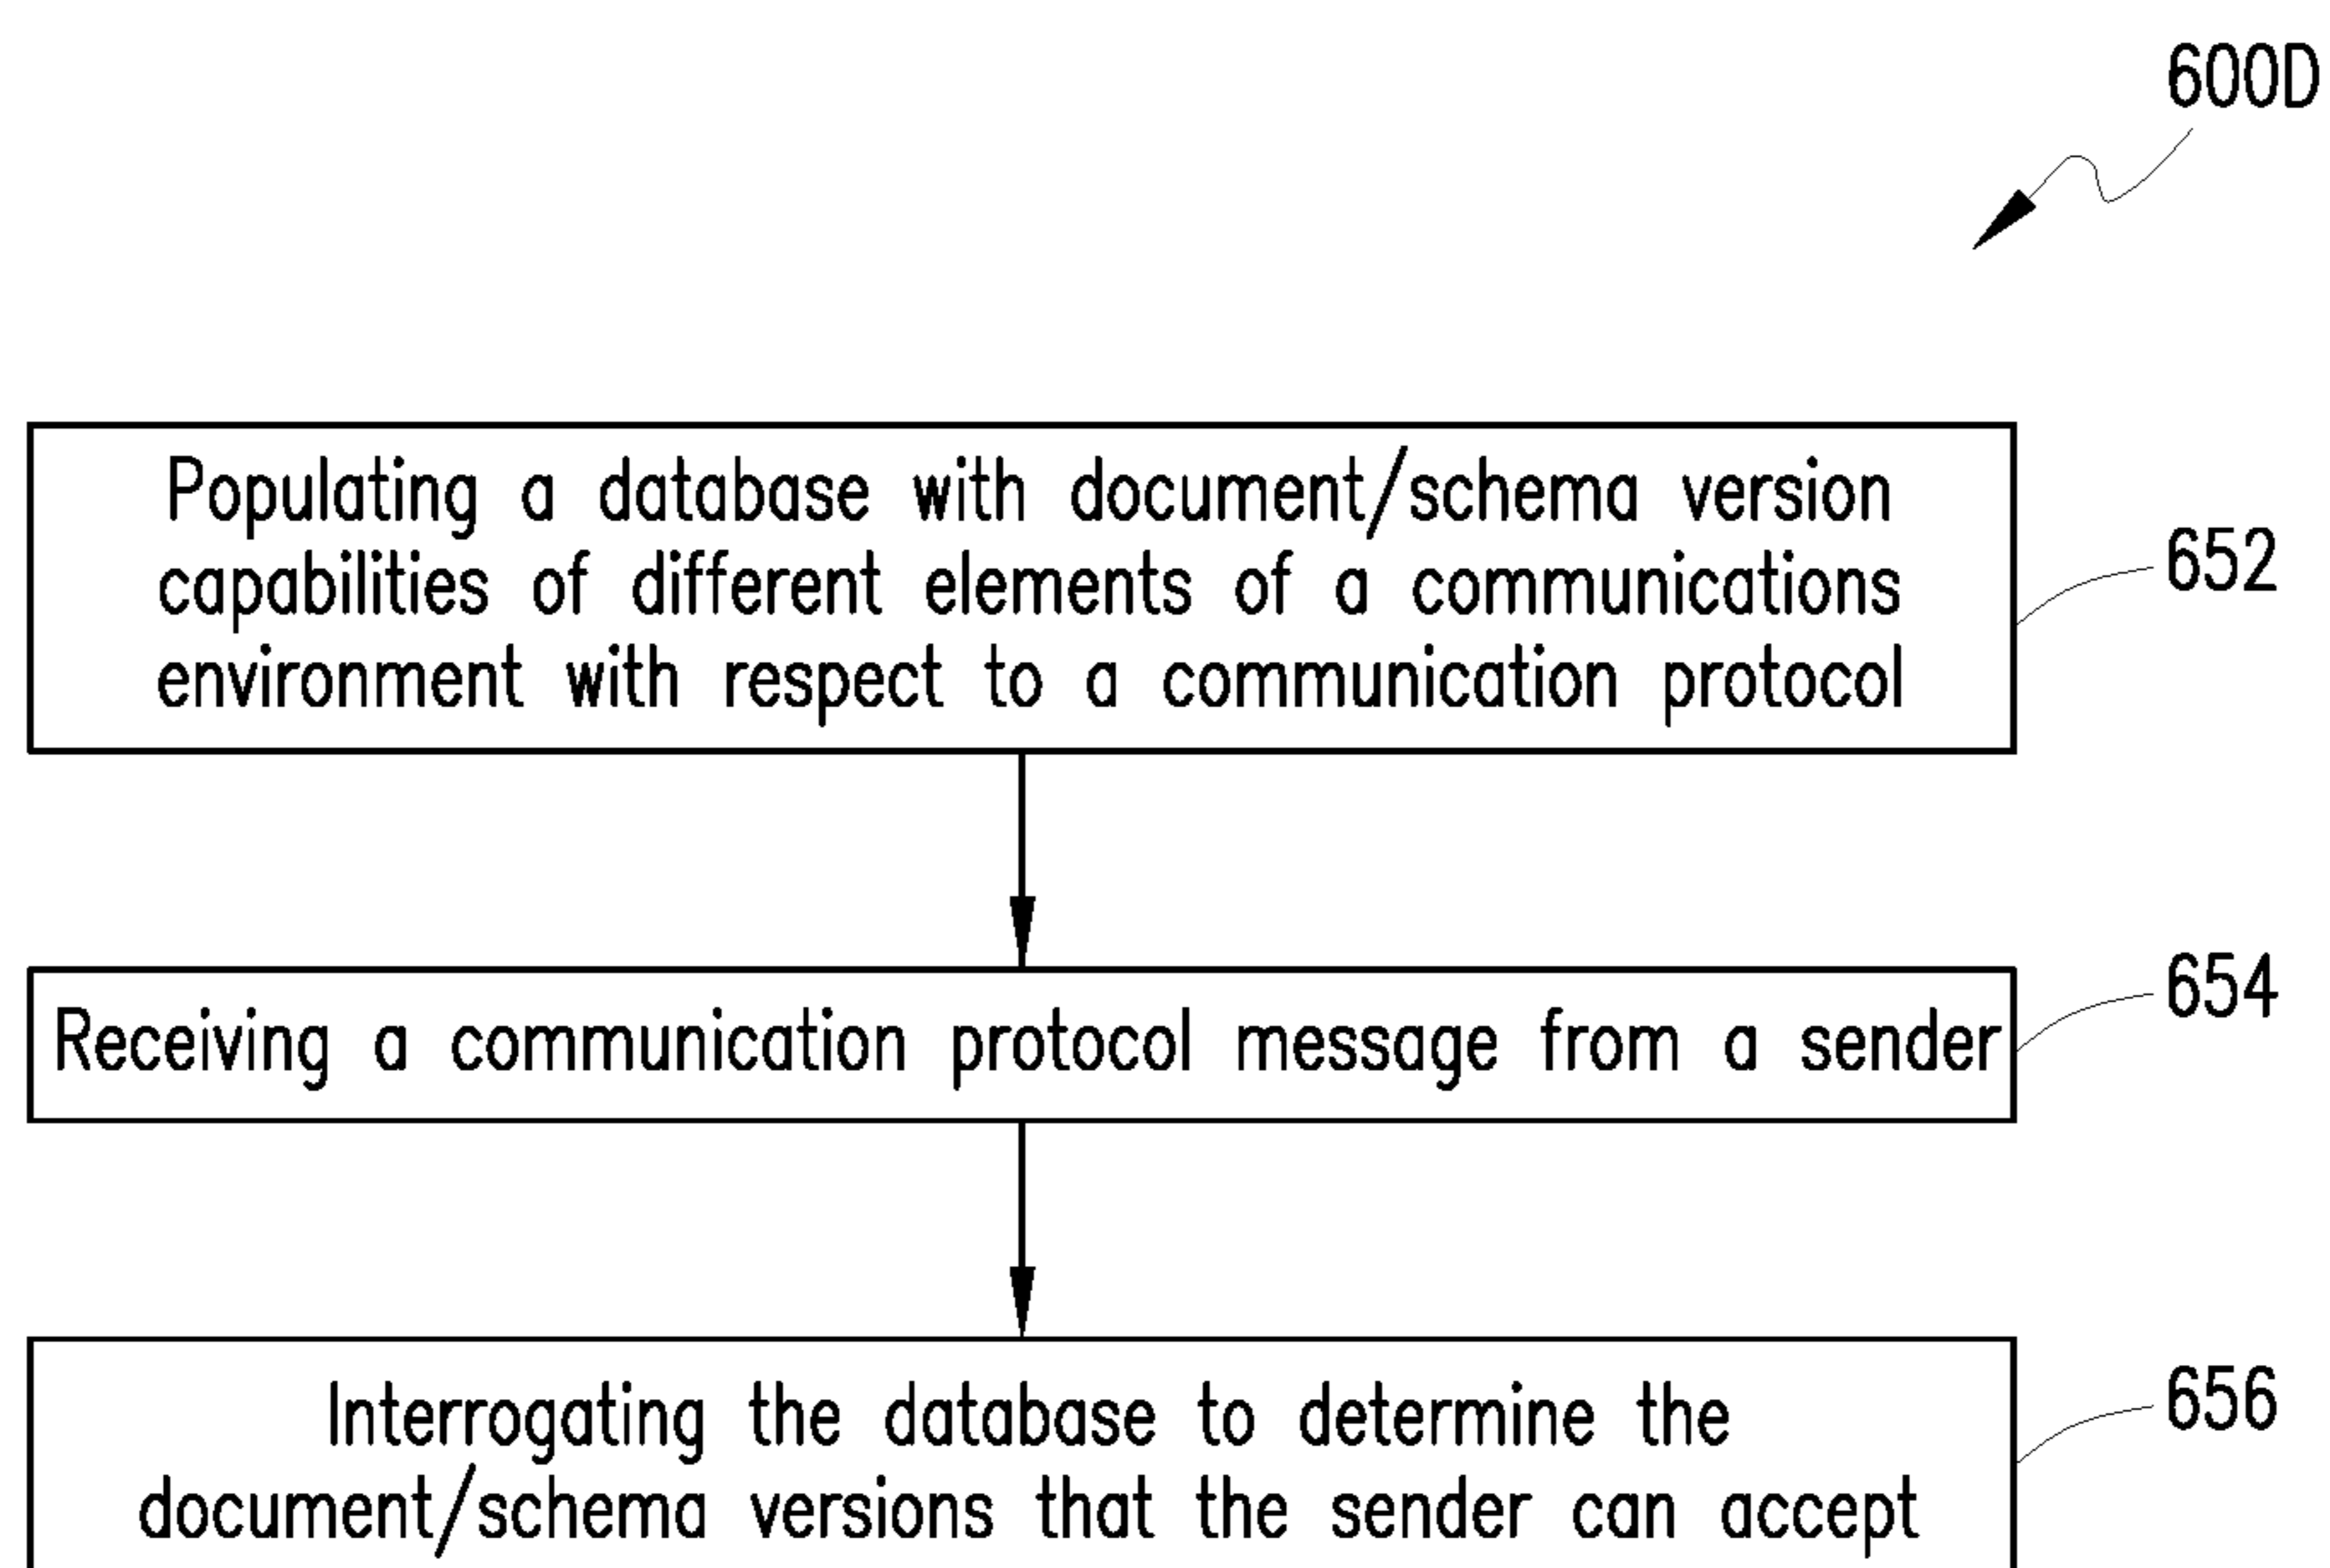 600D
Populating a database with document/schema version
capabilities of different elements of a communications
environment with respect to a communication protocol
652
Receiving a communication protocol message from a sender
654
Interrogating the database to determine the
document/schema versions that the sender can accept
656